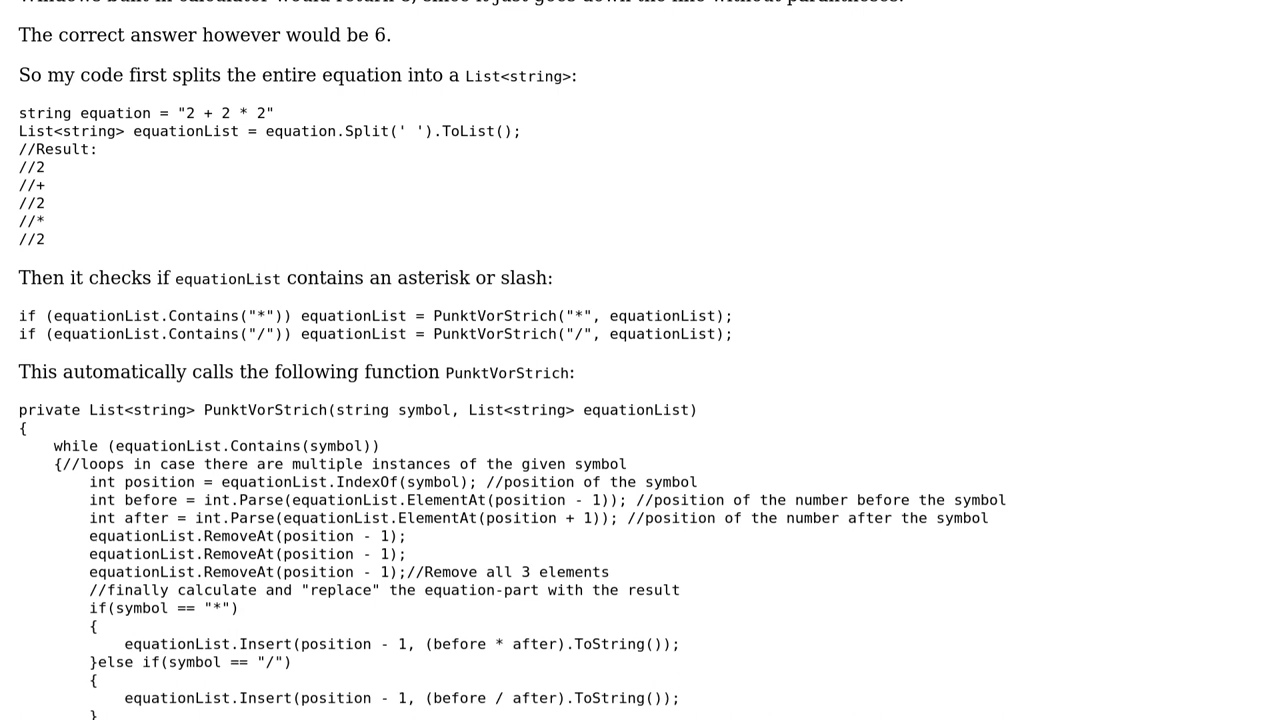 The correct answer however would be 6.
So my code first splits the entire equation into a List<string>:
string equation = "2 + 2 * 2"
List<string> equationList = equation.Split(' ').ToList();
//Result:
//2
//+
//2
//*
//2
Then it checks if equationList contains an asterisk or slash:
if (equationList.Contains("*")) equationList = PunktVorStrich("*", equationList);
if (equationList.Contains("/")) equationList = PunktVorStrich("/", equationList);
This automatically calls the following function PunktVorStrich:
private List<string> PunktVorStrich(string symbol, List<string> equationList)
{
    while (equationList.Contains(symbol))
    {//loops in case there are multiple instances of the given symbol
        int position = equationList.IndexOf(symbol); //position of the symbol
        int before = int.Parse(equationList.ElementAt(position - 1)); //position of the number before the symbol
        int after = int.Parse(equationList.ElementAt(position + 1)); //position of the number after the symbol
        equationList.RemoveAt(position - 1);
        equationList.RemoveAt(position - 1);
        equationList.RemoveAt(position - 1);//Remove all 3 elements
        //finally calculate and "replace" the equation-part with the result
        if(symbol == "*")
        {
            equationList.Insert(position - 1, (before * after).ToString());
        }else if(symbol == "/")
        {
            equationList.Insert(position - 1, (before / after).ToString());
        }